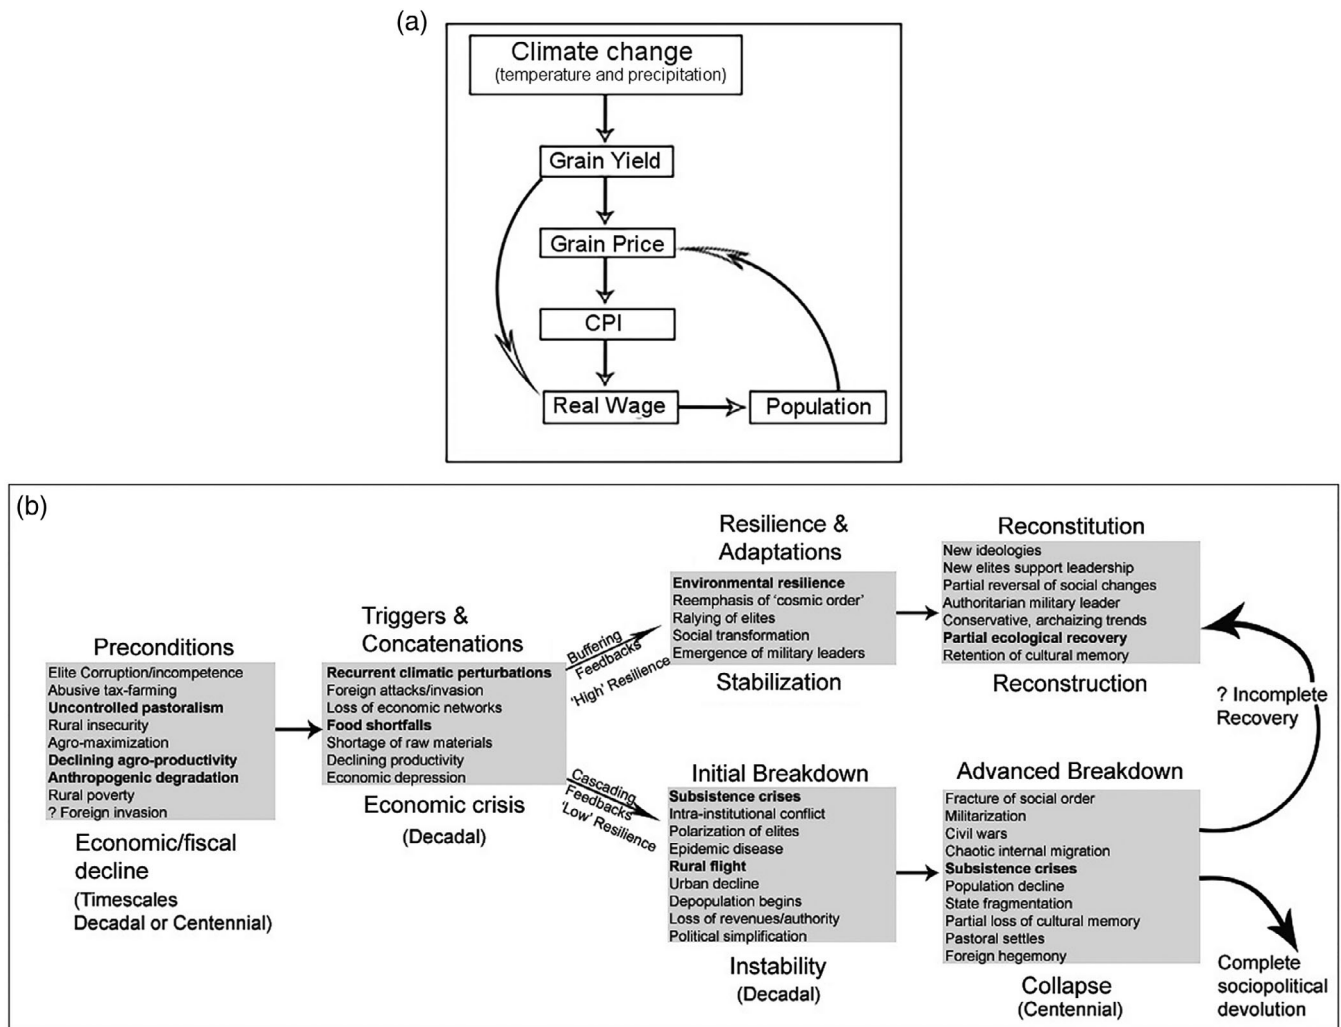 (a)
Climate change
(temperature and precipitation)
Grain Yield
Grain Price
CPI
Real Wage
Population
(b)
Preconditions
Elite Corruption/incompetence
Abusive tax-farming
Uncontrolled pastoralism
Rural insecurity
Agro-maximization
Declining agro-productivity
Anthropogenic degradation
Rural poverty
? Foreign invasion
Economic/fiscal
decline
(Timescales
Decadal or Centennial)
Triggers &
Concatenations
Recurrent climatic perturbations
Foreign attacks/invasion
Loss of economic networks
Food shortfalls
Shortage of raw materials
Declining productivity
Economic depression
Economic crisis
(Decadal)
Buffering
Feedbacks
'High' Resilience
Cascading
Feedbacks
'Low' Resilience
Resilience &
Adaptations
Environmental resilience
Reemphasis of 'cosmic order'
Ralying of elites
Social transformation
Emergence of military leaders
Stabilization
Reconstitution
New ideologies
New elites support leadership
Partial reversal of social changes
Authoritarian military leader
Conservative, archaizing trends
Partial ecological recovery
Retention of cultural memory
Reconstruction
Initial Breakdown
Subsistence crises
Intra-institutional conflict
Polarization of elites
Epidemic disease
Rural flight
Urban decline
Depopulation begins
Loss of revenues/authority
Political simplification
Instability
(Decadal)
Advanced Breakdown
Fracture of social order
Militarization
Civil wars
Chaotic internal migration
Subsistence crises
Population decline
State fragmentation
Partial loss of cultural memory
Pastoral settles
Foreign hegemony
Collapse
(Centennial)
? Incomplete
Recovery
Complete
sociopolitical
devolution